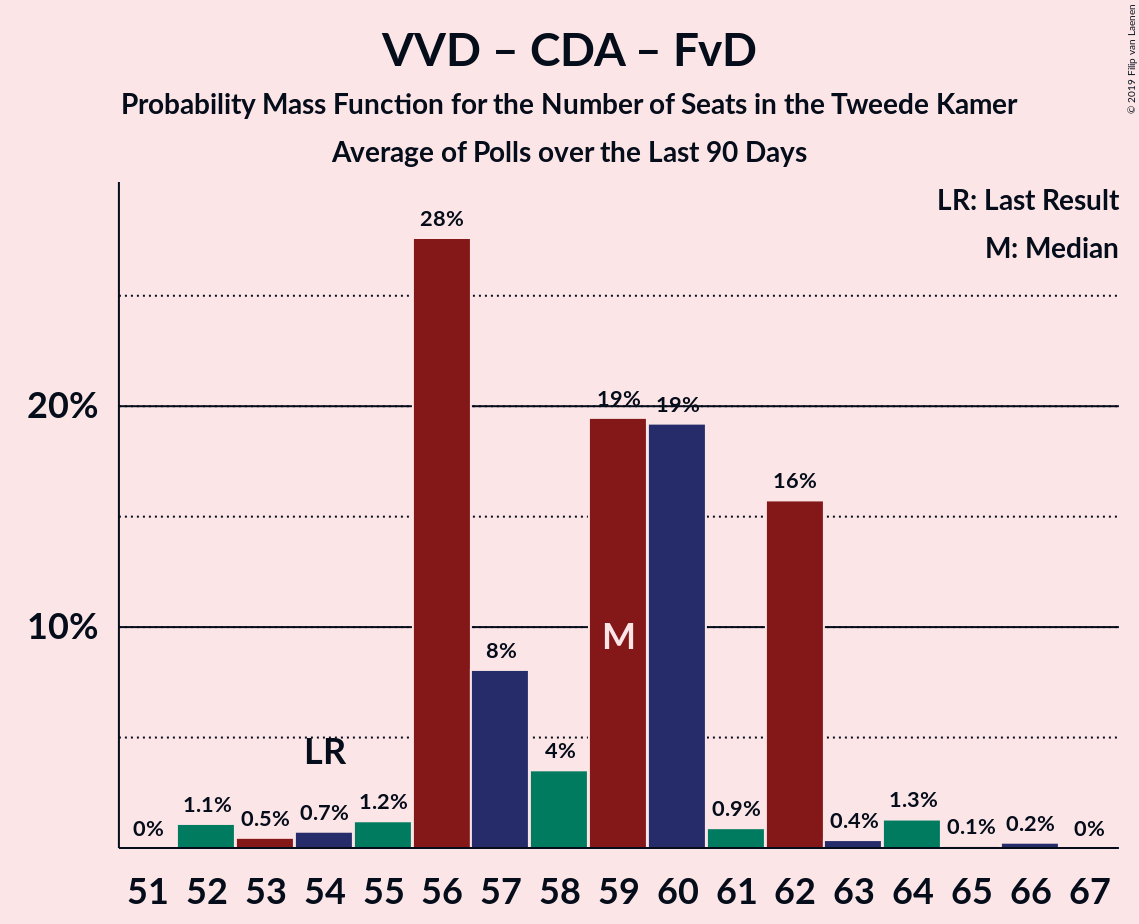 VVD – CDA – FvD
Probability Mass Function for the Number of Seats in the Tweede Kamer
Average of Polls over the Last 90 Days
© 2019 Filip van Laenen
LR: Last Result
M: Median
20%
10%
0%
1.1%
0.5%
0.7%
1.2%
28%
8%
4%
19%
19%
0.9%
16%
0.4%
1.3%
0.1%
0.2%
0%
LR
M
51 52 53 54 55 56 57 58 59 60 61 62 63 64 65 66 67